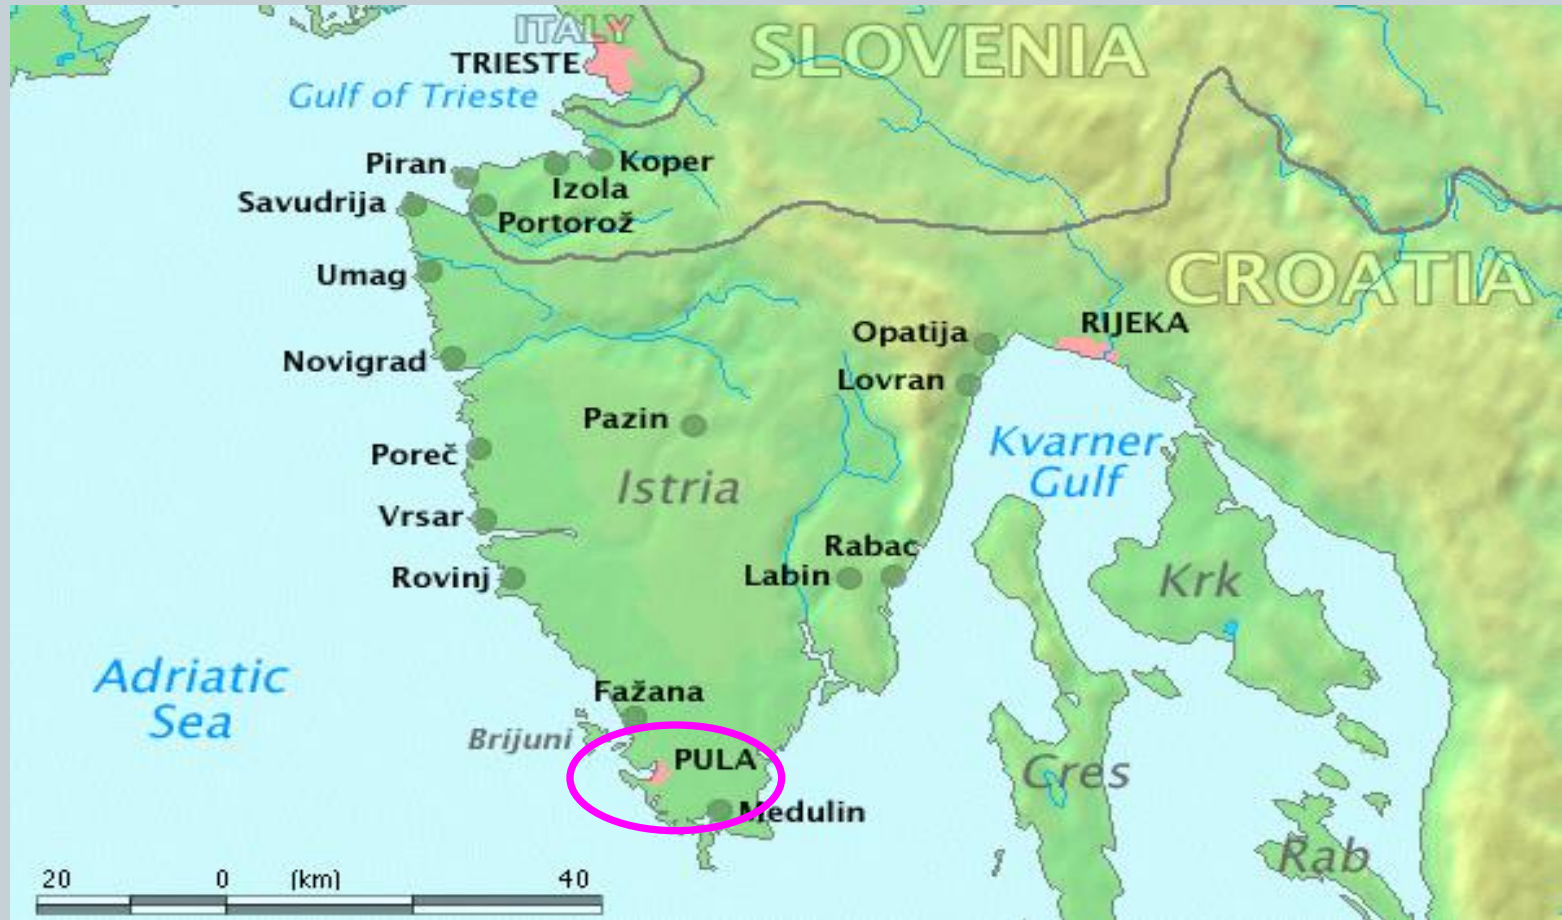 ITALY
SLOVENIA
TRIESTE
Gulf of Trieste
Piran
Koper
Izola
Savudrija
Portorož
Umag
CROATIA
Opatija
RIJEKA
Novigrad
Lovran
Pazin
Kvarner
Gulf
Poreč
Istria
Vrsar
Rabac
Rovinj
Labin
Krk
Adriatic
Sea
Fažana
Brijuni
PULA
Cres
Medulin
Rab
20 0 (km) 40